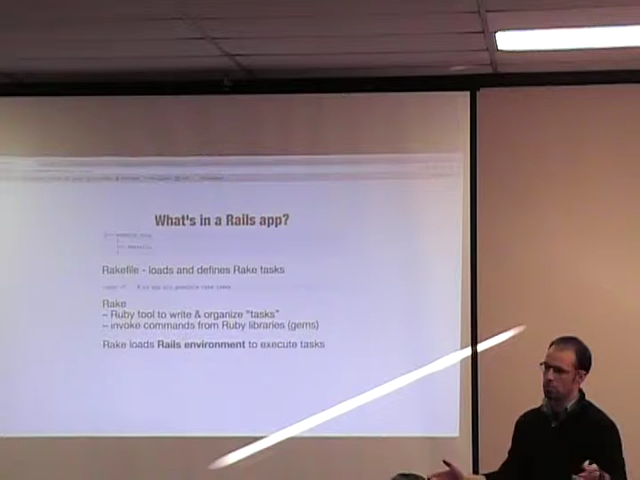 What's in a Rails app?
Rakefile - loads and defines Rake tasks
Rake
– Ruby tool to write & organize "tasks"
– invoke commands from Ruby libraries (gems)
Rake loads Rails environment to execute tasks